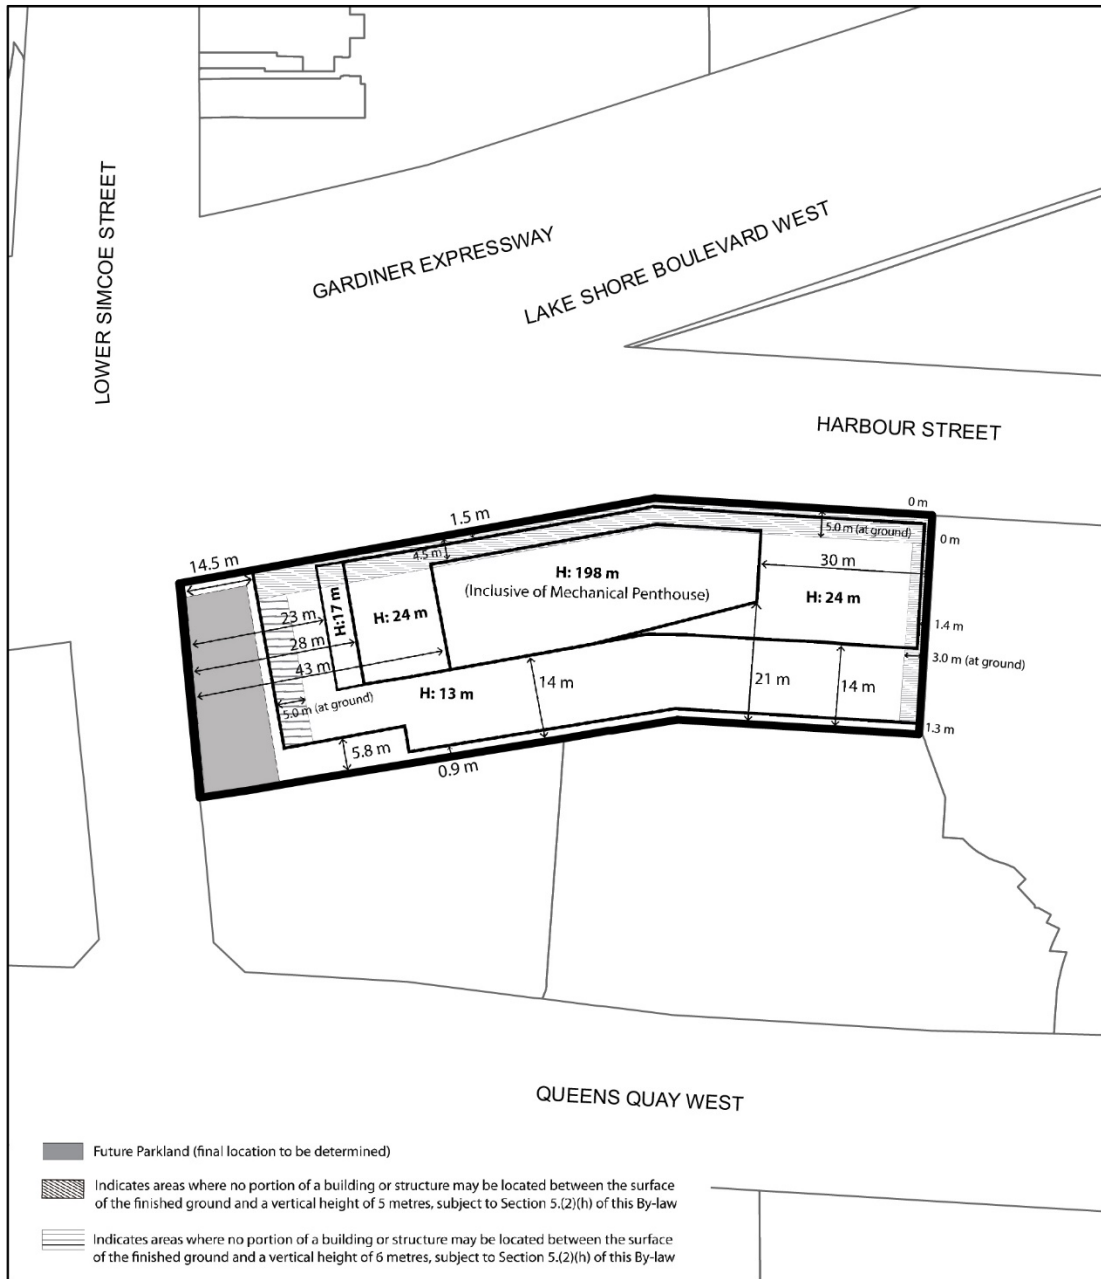 LOWER SIMCOE STREET
GARDINER EXPRESSWAY
LAKE SHORE BOULEVARD WEST
HARBOUR STREET
0 m
1.5 m
5.0 m (at ground)
0 m
4.5 m
14.5 m
30 m
H: 198 m
(Inclusive of Mechanical Penthouse)
H: 24 m
H:17 m
H: 24 m
23 m
28 m
43 m
1.4 m
3.0 m (at ground)
5.0 m (at ground)
H: 13 m
14 m
21 m
14 m
1.3 m
5.8 m
0.9 m
QUEENS QUAY WEST
Future Parkland (final location to be determined)
Indicates areas where no portion of a building or structure may be located between the surface
of the finished ground and a vertical height of 5 metres, subject to Section 5.(2)(h) of this By-law
Indicates areas where no portion of a building or structure may be located between the surface
of the finished ground and a vertical height of 6 metres, subject to Section 5.(2)(h) of this By-law